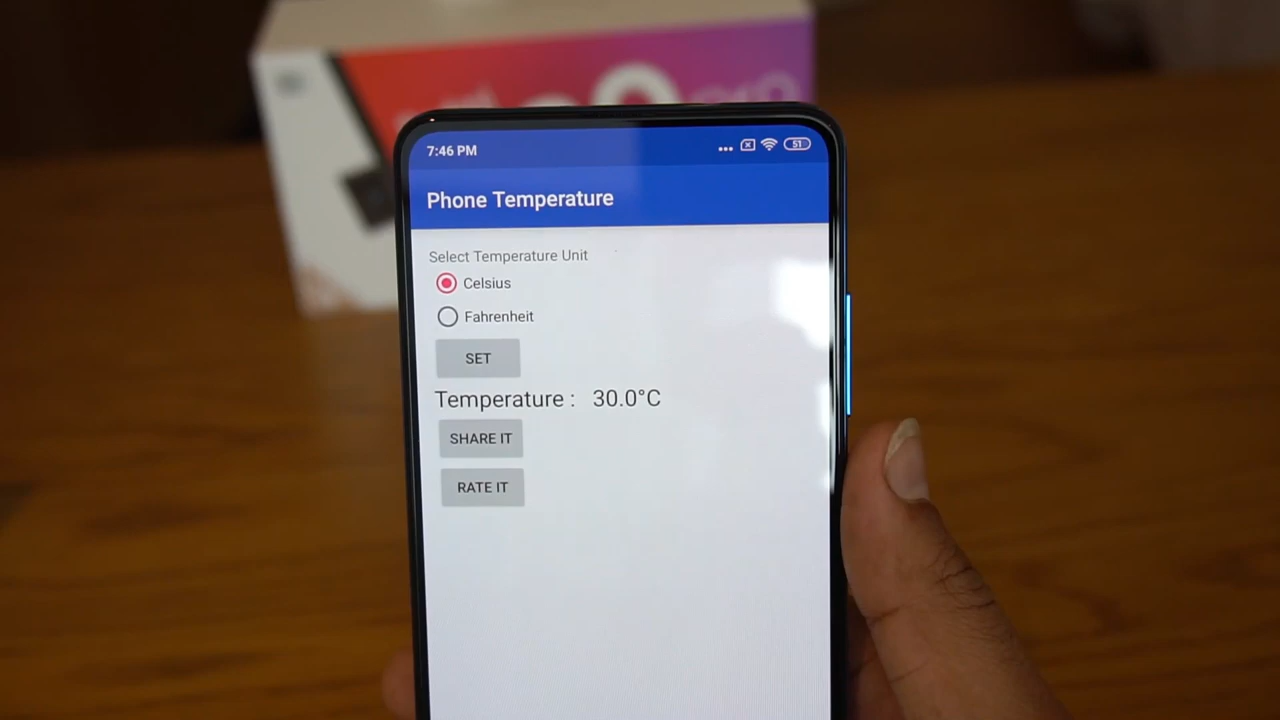 7:46 PM
51
Phone Temperature
Select Temperature Unit
Celsius
Fahrenheit
SET
Temperature : 30.0°C
SHARE IT
RATE IT